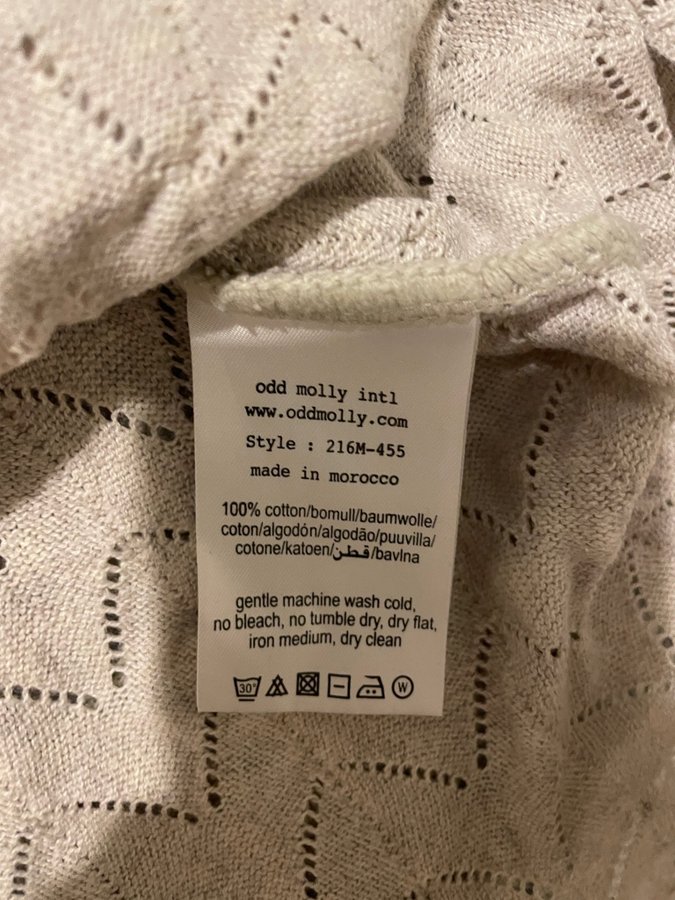 odd molly intl
www.oddmolly.com
Style : 216M-455
made in morocco
100% cotton/bomull/baumwolle/
coton/algodón/algodão/puuvilla/
cotone/katoen/قطن/bavlna
gentle machine wash cold,
no bleach, no tumble dry, dry flat,
iron medium, dry clean
30° W